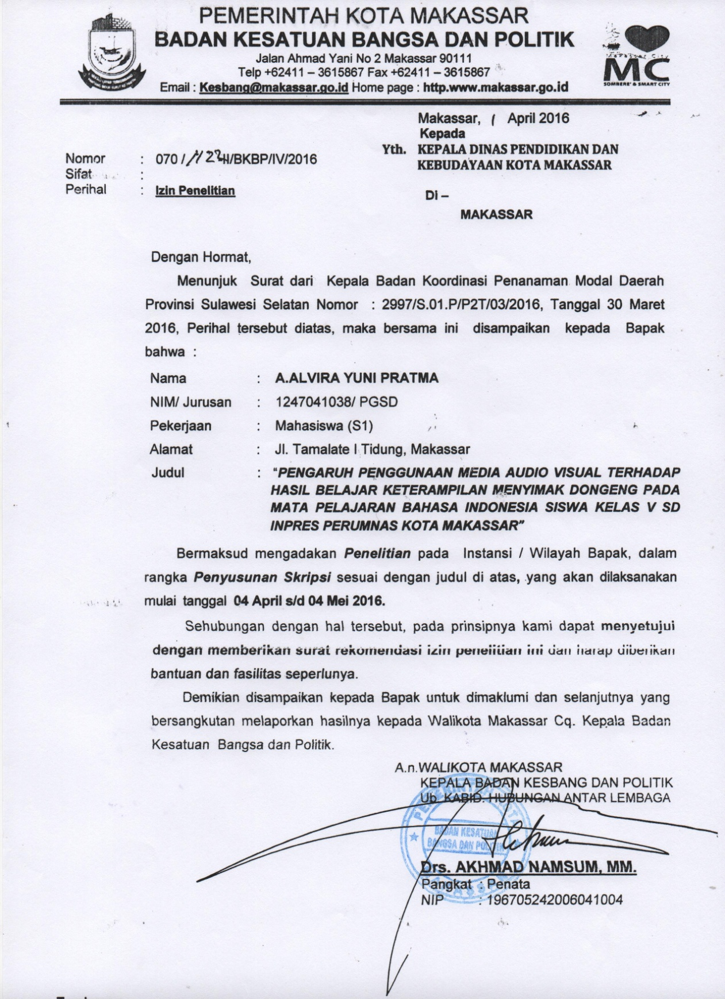 PEMERINTAH KOTA MAKASSAR
BADAN KESATUAN BANGSA DAN POLITIK
Jalan Ahmad Yani No 2 Makassar 90111
Telp +62411 – 3615867 Fax +62411 – 3615867
Email : Kesbang@makassar.go.id Home page : http.www.makassar.go.id
Makassar City
MC
SOMBERE' & SMART CITY
Makassar, 1 April 2016
Kepada
Yth. KEPALA DINAS PENDIDIKAN DAN
KEBUDAYAAN KOTA MAKASSAR
Di –
MAKASSAR
Nomor : 070 / -II/BKBP/IV/2016
Sifat :
Perihal : Izin Penelitian
Dengan Hormat,
Menunjuk Surat dari Kepala Badan Koordinasi Penanaman Modal Daerah
Provinsi Sulawesi Selatan Nomor : 2997/S.01.P/P2T/03/2016, Tanggal 30 Maret
2016, Perihal tersebut diatas, maka bersama ini disampaikan kepada Bapak
bahwa :
Nama : A.ALVIRA YUNI PRATMA
NIM/ Jurusan : 1247041038/ PGSD
Pekerjaan : Mahasiswa (S1)
Alamat : Jl. Tamalate I Tidung, Makassar
Judul : “PENGARUH PENGGUNAAN MEDIA AUDIO VISUAL TERHADAP
HASIL BELAJAR KETERAMPILAN MENYIMAK DONGENG PADA
MATA PELAJARAN BAHASA INDONESIA SISWA KELAS V SD
INPRES PERUMNAS KOTA MAKASSAR”
Bermaksud mengadakan Penelitian pada Instansi / Wilayah Bapak, dalam
rangka Penyusunan Skripsi sesuai dengan judul di atas, yang akan dilaksanakan
mulai tanggal 04 April s/d 04 Mei 2016.
Sehubungan dengan hal tersebut, pada prinsipnya kami dapat menyetujui
dengan memberikan surat rekomendasi izin penelitian ini dan harap diberikan
bantuan dan fasilitas seperlunya.
Demikian disampaikan kepada Bapak untuk dimaklumi dan selanjutnya yang
bersangkutan melaporkan hasilnya kepada Walikota Makassar Cq. Kepala Badan
Kesatuan Bangsa dan Politik.
A.n.WALIKOTA MAKASSAR
KEPALA BADAN KESBANG DAN POLITIK
Ub. KABID. HUBUNGAN ANTAR LEMBAGA
PEMERINTAH KOTA
BADAN KESATUAN
BANGSA DAN POLITIK
MAKASSAR
Drs. AKHMAD NAMSUM, MM.
Pangkat : Penata
NIP : 196705242006041004